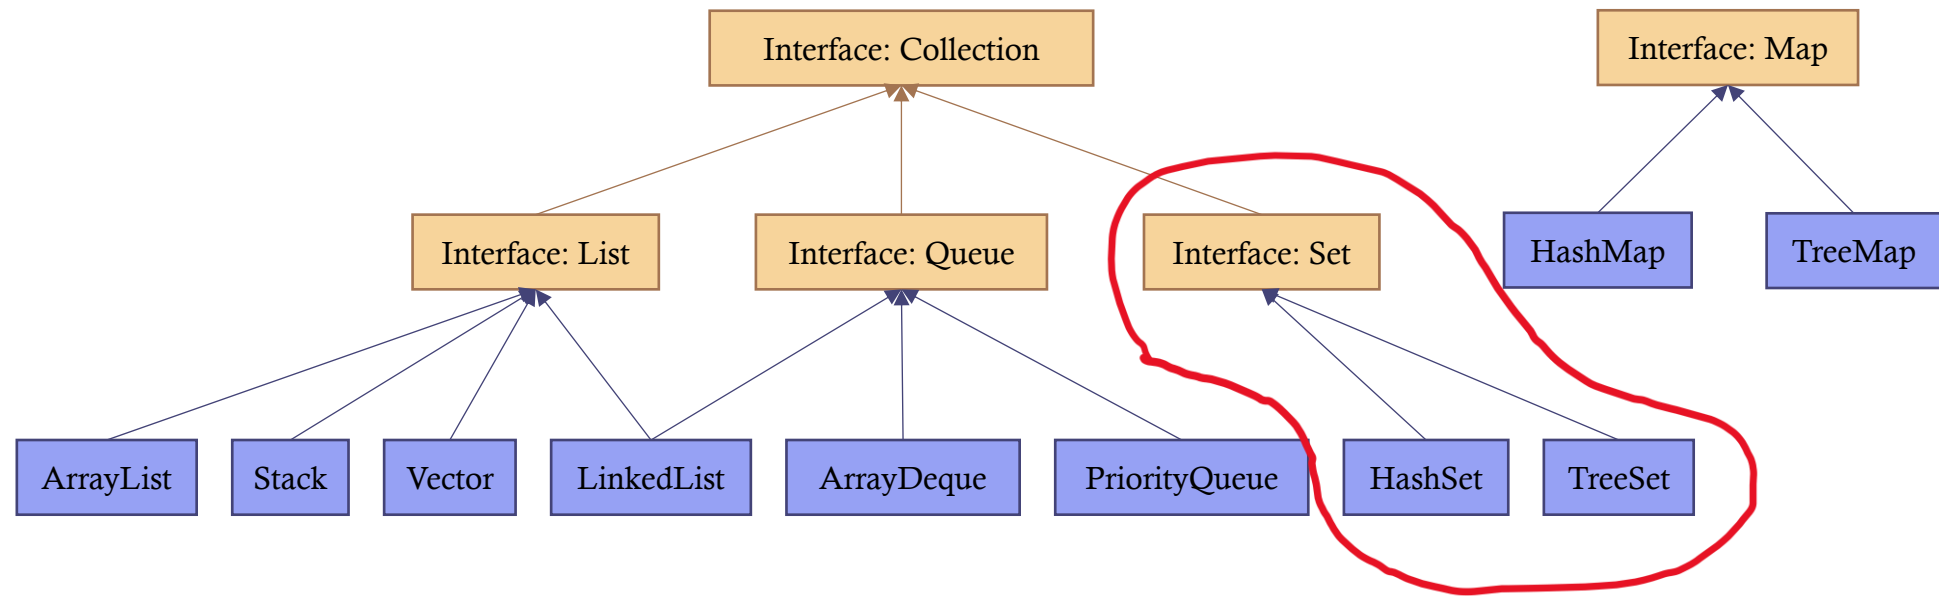 Interface: Collection
Interface: Map
Interface: List
Interface: Queue
Interface: Set
HashMap
TreeMap
ArrayList
Stack
Vector
LinkedList
ArrayDeque
PriorityQueue
HashSet
TreeSet